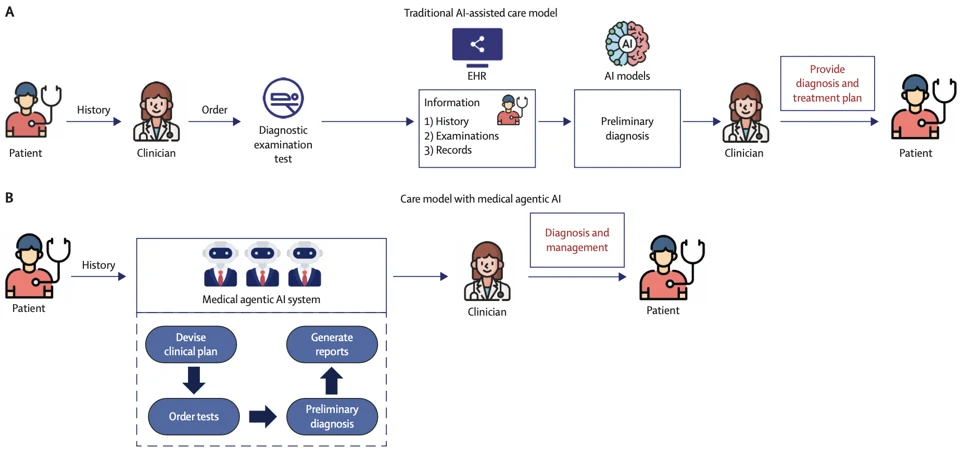 A
Traditional AI-assisted care model
EHR
AI models
Patient
History
Clinician
Order
Diagnostic
examination
test
Information
1) History
2) Examinations
3) Records
AI
Preliminary
diagnosis
Clinician
Provide
diagnosis and
treatment plan
Patient
B
Care model with medical agentic AI
Patient
History
Medical agentic AI system
Devise
clinical plan
Order tests
Preliminary
diagnosis
Generate
reports
Clinician
Diagnosis and
management
Patient